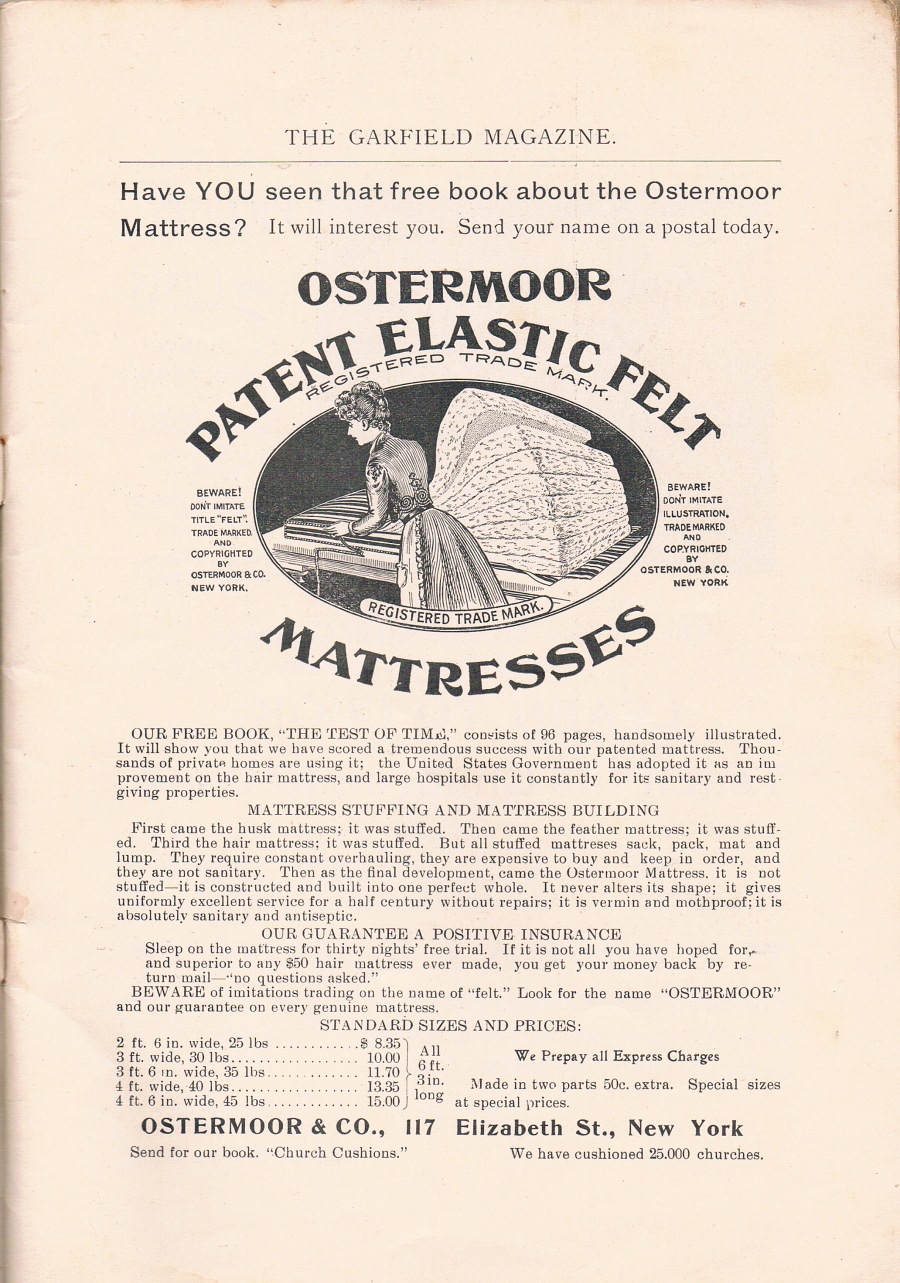 THE GARFIELD MAGAZINE.
Have YOU seen that free book about the Ostermoor
Mattress? It will interest you. Send your name on a postal today.
OSTERMOOR
PATENT ELASTIC FELT
REGISTERED TRADE MARK.
BEWARE!
DON'T IMITATE
TITLE "FELT".
TRADE MARKED
AND
COPYRIGHTED
BY
OSTERMOOR & CO.
NEW YORK.
BEWARE!
DON'T IMITATE
ILLUSTRATION.
TRADE MARKED
AND
COPYRIGHTED
BY
OSTERMOOR & CO.
NEW YORK
REGISTERED TRADE MARK.
MATTRESSES
OUR FREE BOOK, "THE TEST OF TIME," consists of 96 pages, handsomely illustrated.
It will show you that we have scored a tremendous success with our patented mattress. Thou-
sands of private homes are using it; the United States Government has adopted it as an im
provement on the hair mattress, and large hospitals use it constantly for its sanitary and rest-
giving properties.
MATTRESS STUFFING AND MATTRESS BUILDING
First came the husk mattress; it was stuffed. Then came the feather mattress; it was stuff-
ed. Third the hair mattress; it was stuffed. But all stuffed mattreses sack, pack, mat and
lump. They require constant overhauling, they are expensive to buy and keep in order, and
they are not sanitary. Then as the final development, came the Ostermoor Mattress. it is not
stuffed—it is constructed and built into one perfect whole. It never alters its shape; it gives
uniformly excellent service for a half century without repairs; it is vermin and mothproof; it is
absolutely sanitary and antiseptic.
OUR GUARANTEE A POSITIVE INSURANCE
Sleep on the mattress for thirty nights' free trial. If it is not all you have hoped for,
and superior to any $50 hair mattress ever made, you get your money back by re-
turn mail—"no questions asked."
BEWARE of imitations trading on the name of "felt." Look for the name "OSTERMOOR"
and our guarantee on every genuine mattress.
STANDARD SIZES AND PRICES:
2 ft. 6 in. wide, 25 lbs ............$ 8.35
3 ft. wide, 30 lbs.................. 10.00
3 ft. 6 in. wide, 35 lbs............. 11.70
4 ft. wide, 40 lbs.................. 13.35
4 ft. 6 in. wide, 45 lbs............. 15.00
All
6 ft.
3 in.
long
We Prepay all Express Charges
Made in two parts 50c. extra. Special sizes
at special prices.
OSTERMOOR & CO., 117 Elizabeth St., New York
Send for our book. "Church Cushions." We have cushioned 25.000 churches.